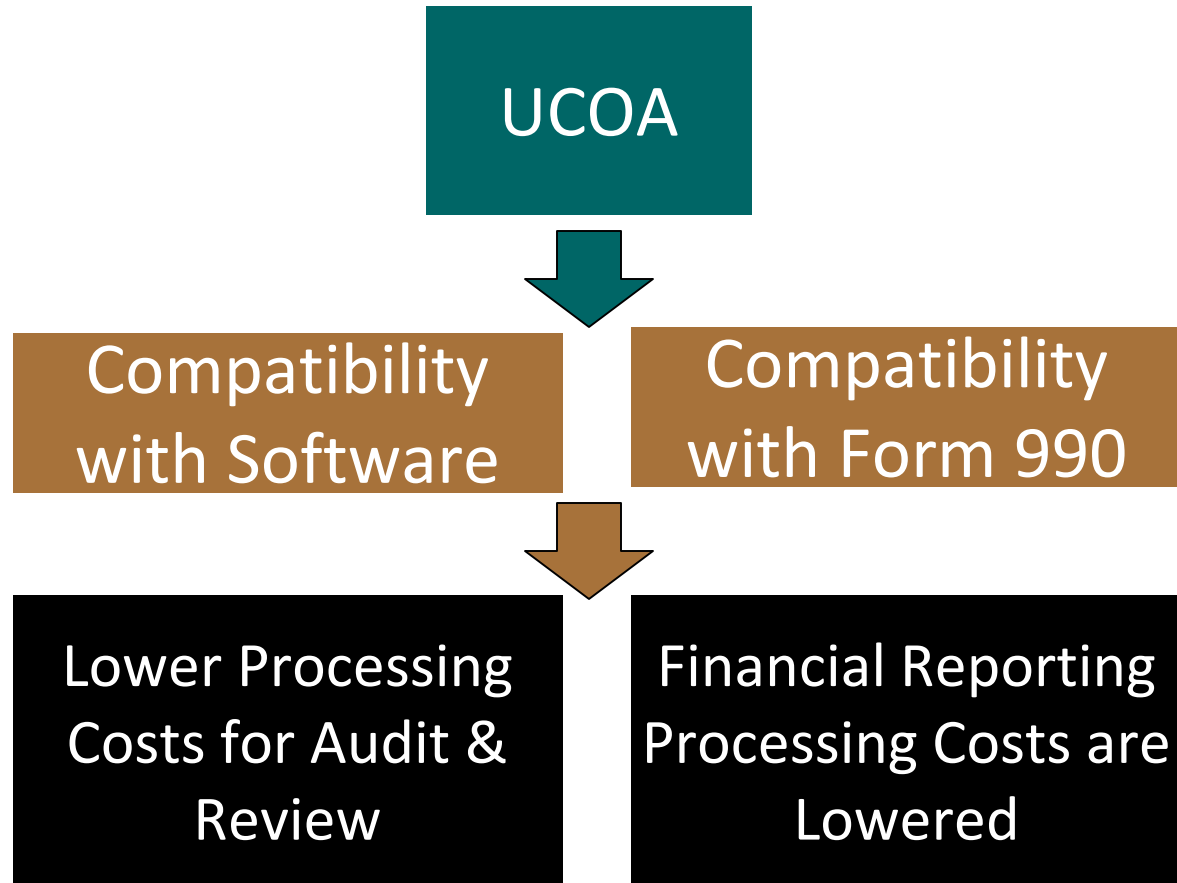 UCOA
Compatibility
with Software
Compatibility
with Form 990
Lower Processing
Costs for Audit &
Review
Financial Reporting
Processing Costs are
Lowered